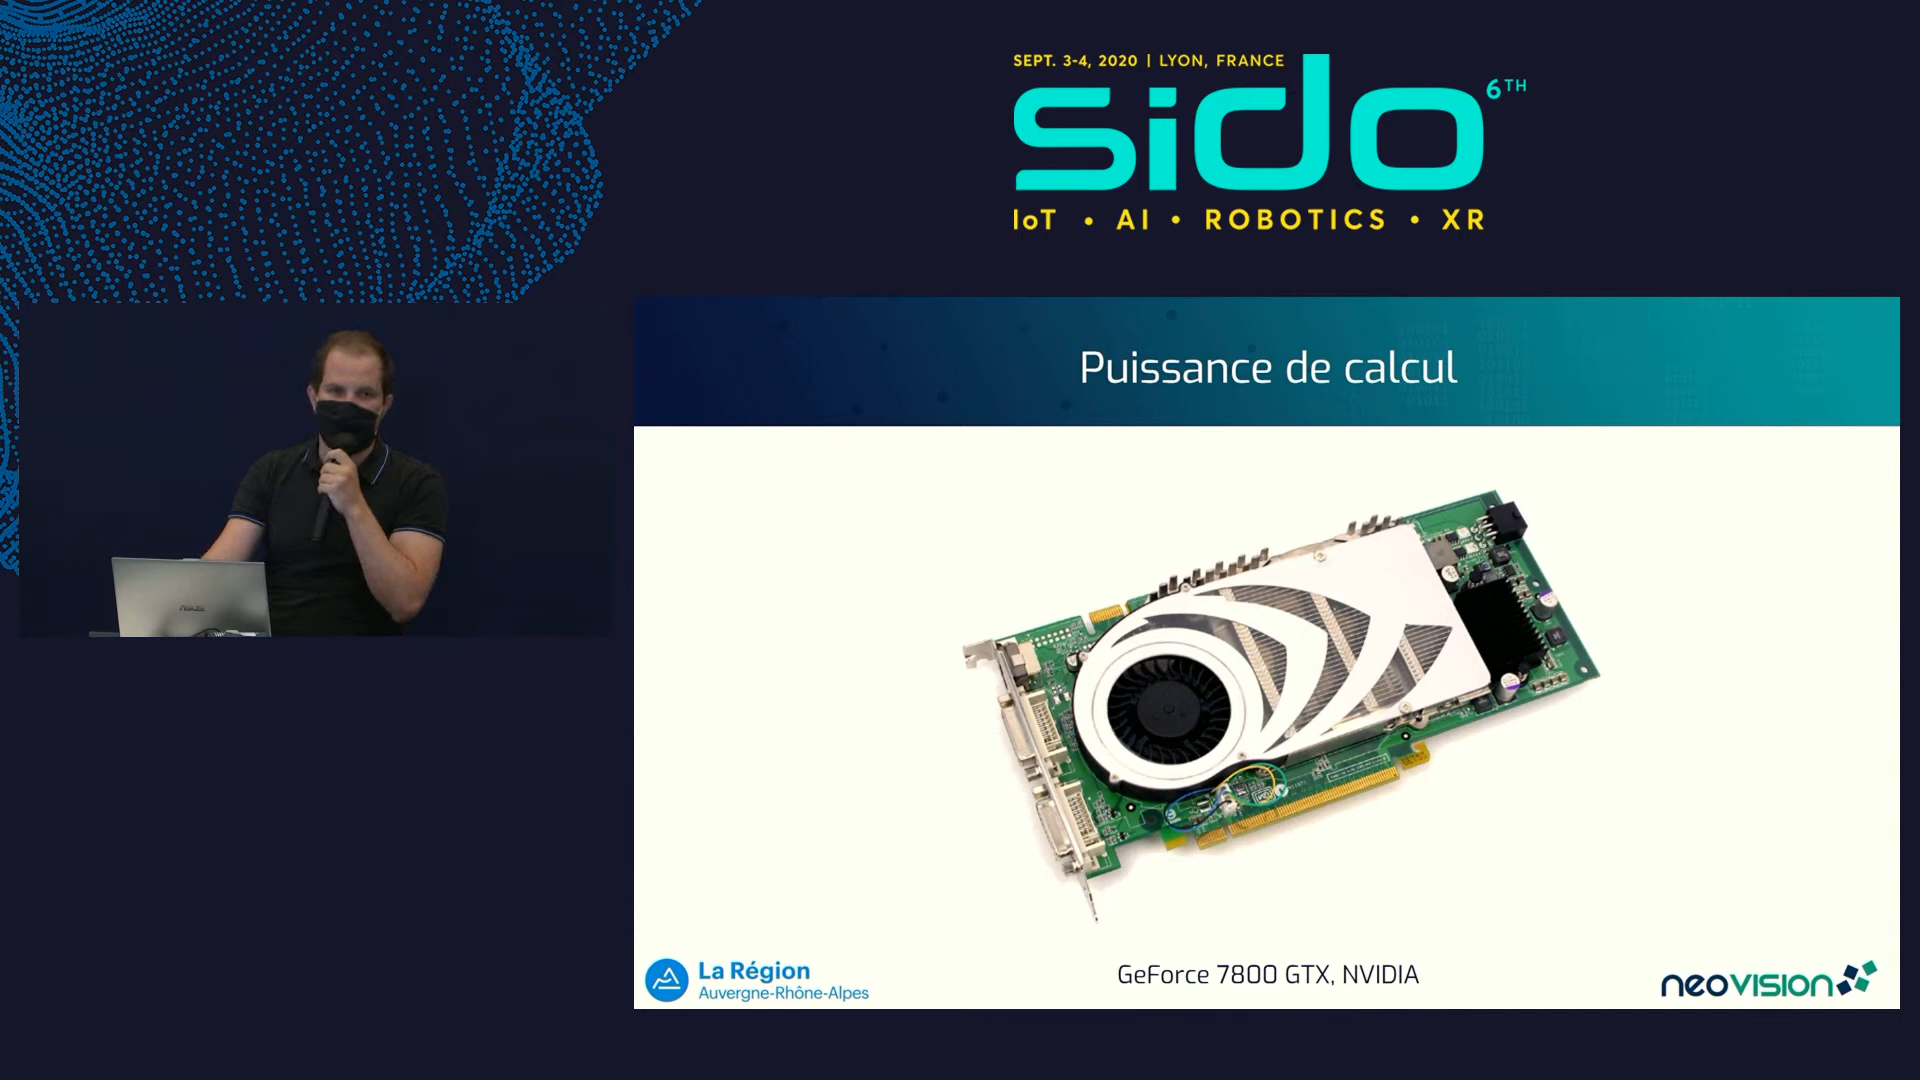 SEPT. 3-4, 2020 | LYON, FRANCE
sido 6TH
IoT • AI • ROBOTICS • XR
Puissance de calcul
ASUS
GeForce 7800 GTX, NVIDIA
La Région
Auvergne-Rhône-Alpes
neovision